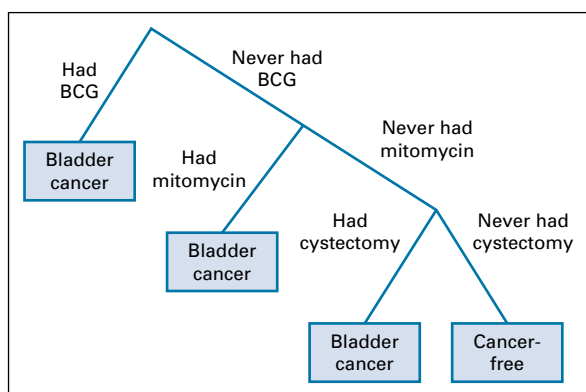 Had
BCG
Never had
BCG
Bladder
cancer
Had
mitomycin
Never had
mitomycin
Bladder
cancer
Had
cystectomy
Never had
cystectomy
Bladder
cancer
Cancer-
free